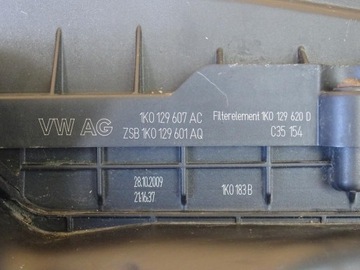 VW AG
1K0 129 607 AC
ZSB 1K0 129 601 AQ
Filterelement 1K0 129 620 D
C35 154
28.10.2009
21:16:37
1K0 183 B